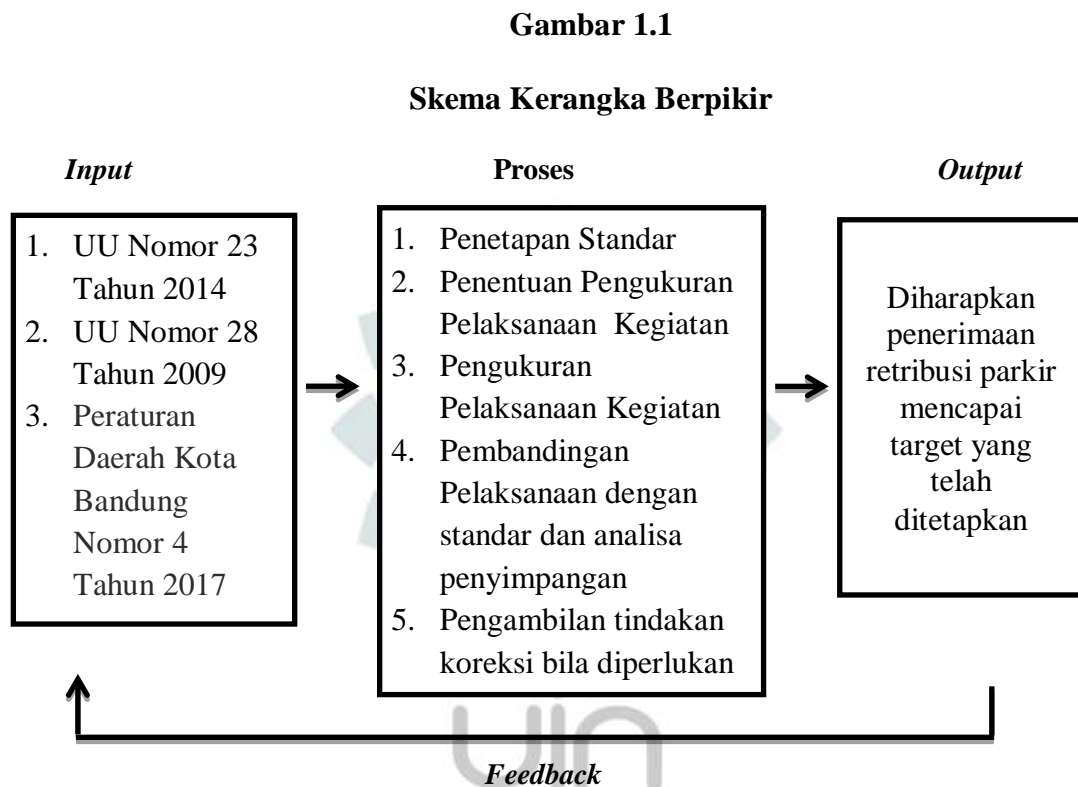 Gambar 1.1
Skema Kerangka Berpikir
Input
Proses
Output
1. UU Nomor 23
Tahun 2014
2. UU Nomor 28
Tahun 2009
3. Peraturan
Daerah Kota
Bandung
Nomor 4
Tahun 2017
1. Penetapan Standar
2. Penentuan Pengukuran
Pelaksanaan Kegiatan
3. Pengukuran
Pelaksanaan Kegiatan
4. Pembandingan
Pelaksanaan dengan
standar dan analisa
penyimpangan
5. Pengambilan tindakan
koreksi bila diperlukan
Diharapkan
penerimaan
retribusi parkir
mencapai
target yang
telah
ditetapkan
uin
Feedback